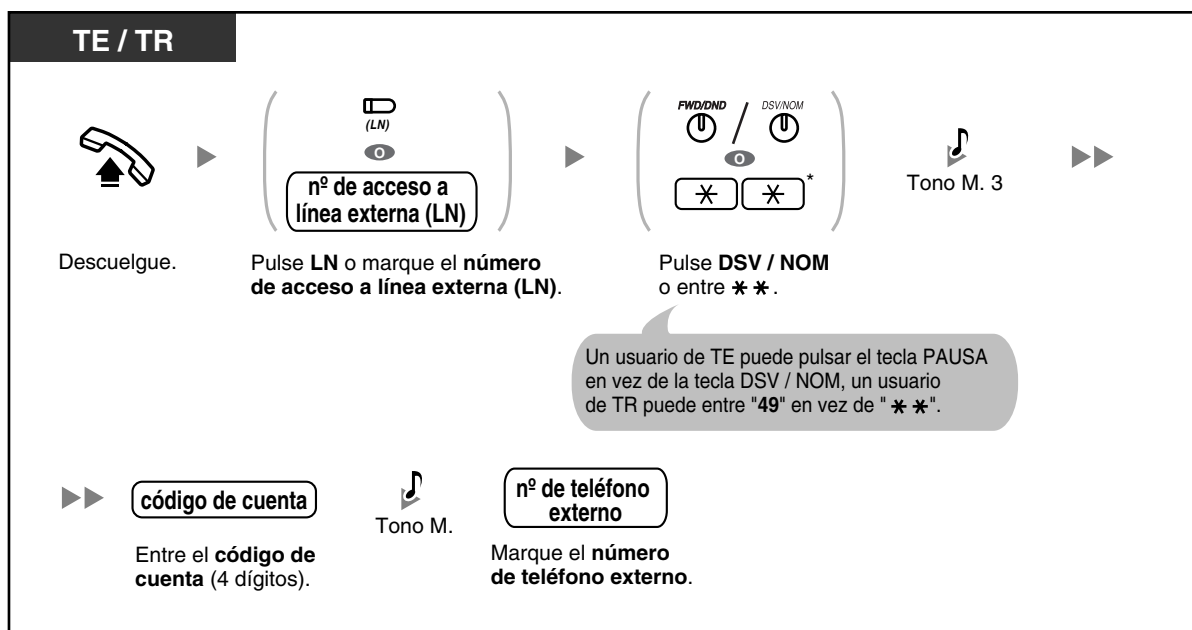 TE / TR
(LN)
O
nº de acceso a
línea externa (LN)
FWD/DND / DSV/NOM
O
* * *
Tono M. 3
Descuelgue.
Pulse LN o marque el número
de acceso a línea externa (LN).
Pulse DSV / NOM
o entre * * .
Un usuario de TE puede pulsar el tecla PAUSA
en vez de la tecla DSV / NOM, un usuario
de TR puede entre "49" en vez de " * * ".
código de cuenta
Tono M.
nº de teléfono
externo
Entre el código de
cuenta (4 dígitos).
Marque el número
de teléfono externo.